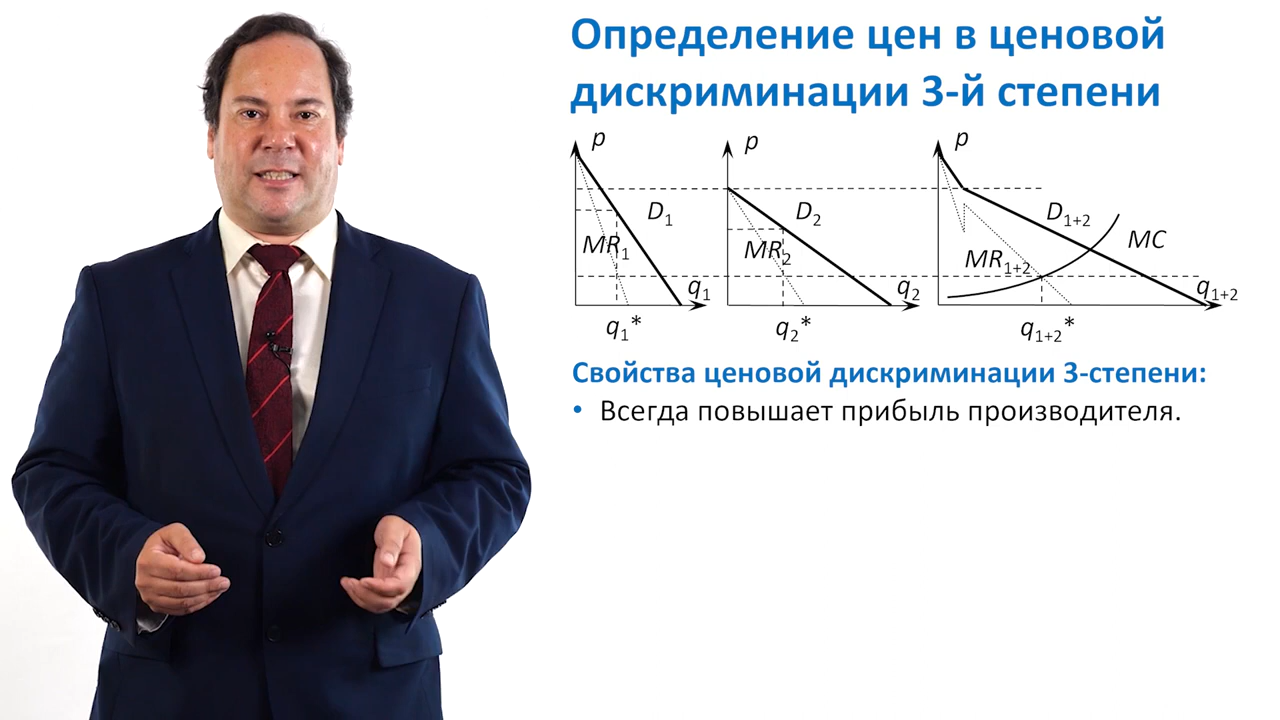 Определение цен в ценовой
дискриминации 3-й степени
p
D₁
MR₁
q₁
q₁*
p
D₂
MR₂
q₂
q₂*
p
D₁₊₂
MC
MR₁₊₂
q₁₊₂
q₁₊₂*
Свойства ценовой дискриминации 3-степени:
• Всегда повышает прибыль производителя.